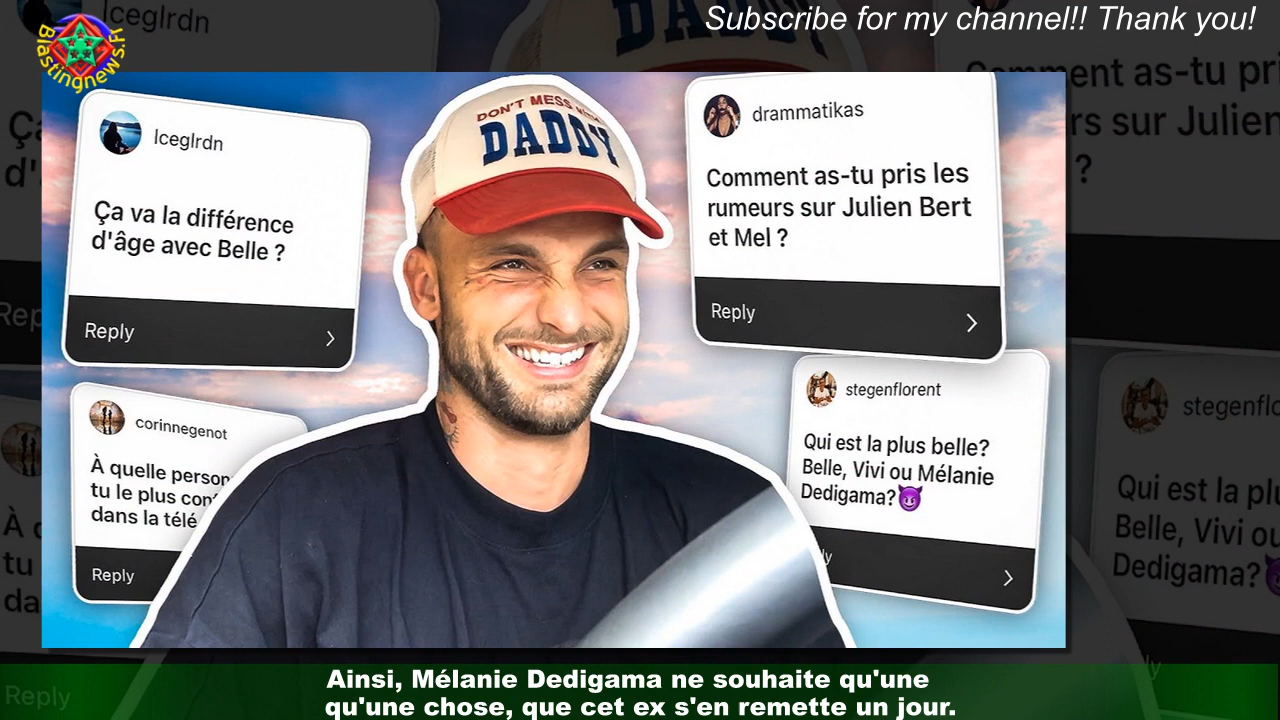 Subscribe for my channel!! Thank you!
Blastingnews.Fr
lceglrdn
Ça va la différence
d'âge avec Belle ?
Reply
drammatikas
Comment as-tu pris les
rumeurs sur Julien Bert
et Mel ?
Reply
DON'T MESS
DADDY
corinnegenot
À quelle
tu le plus
dans la télé
Reply
stegenflorent
Qui est la plus belle?
Belle, Vivi ou Mélanie
Dedigama?😈
Ainsi, Mélanie Dedigama ne souhaite qu'une
qu'une chose, que cet ex s'en remette un jour.